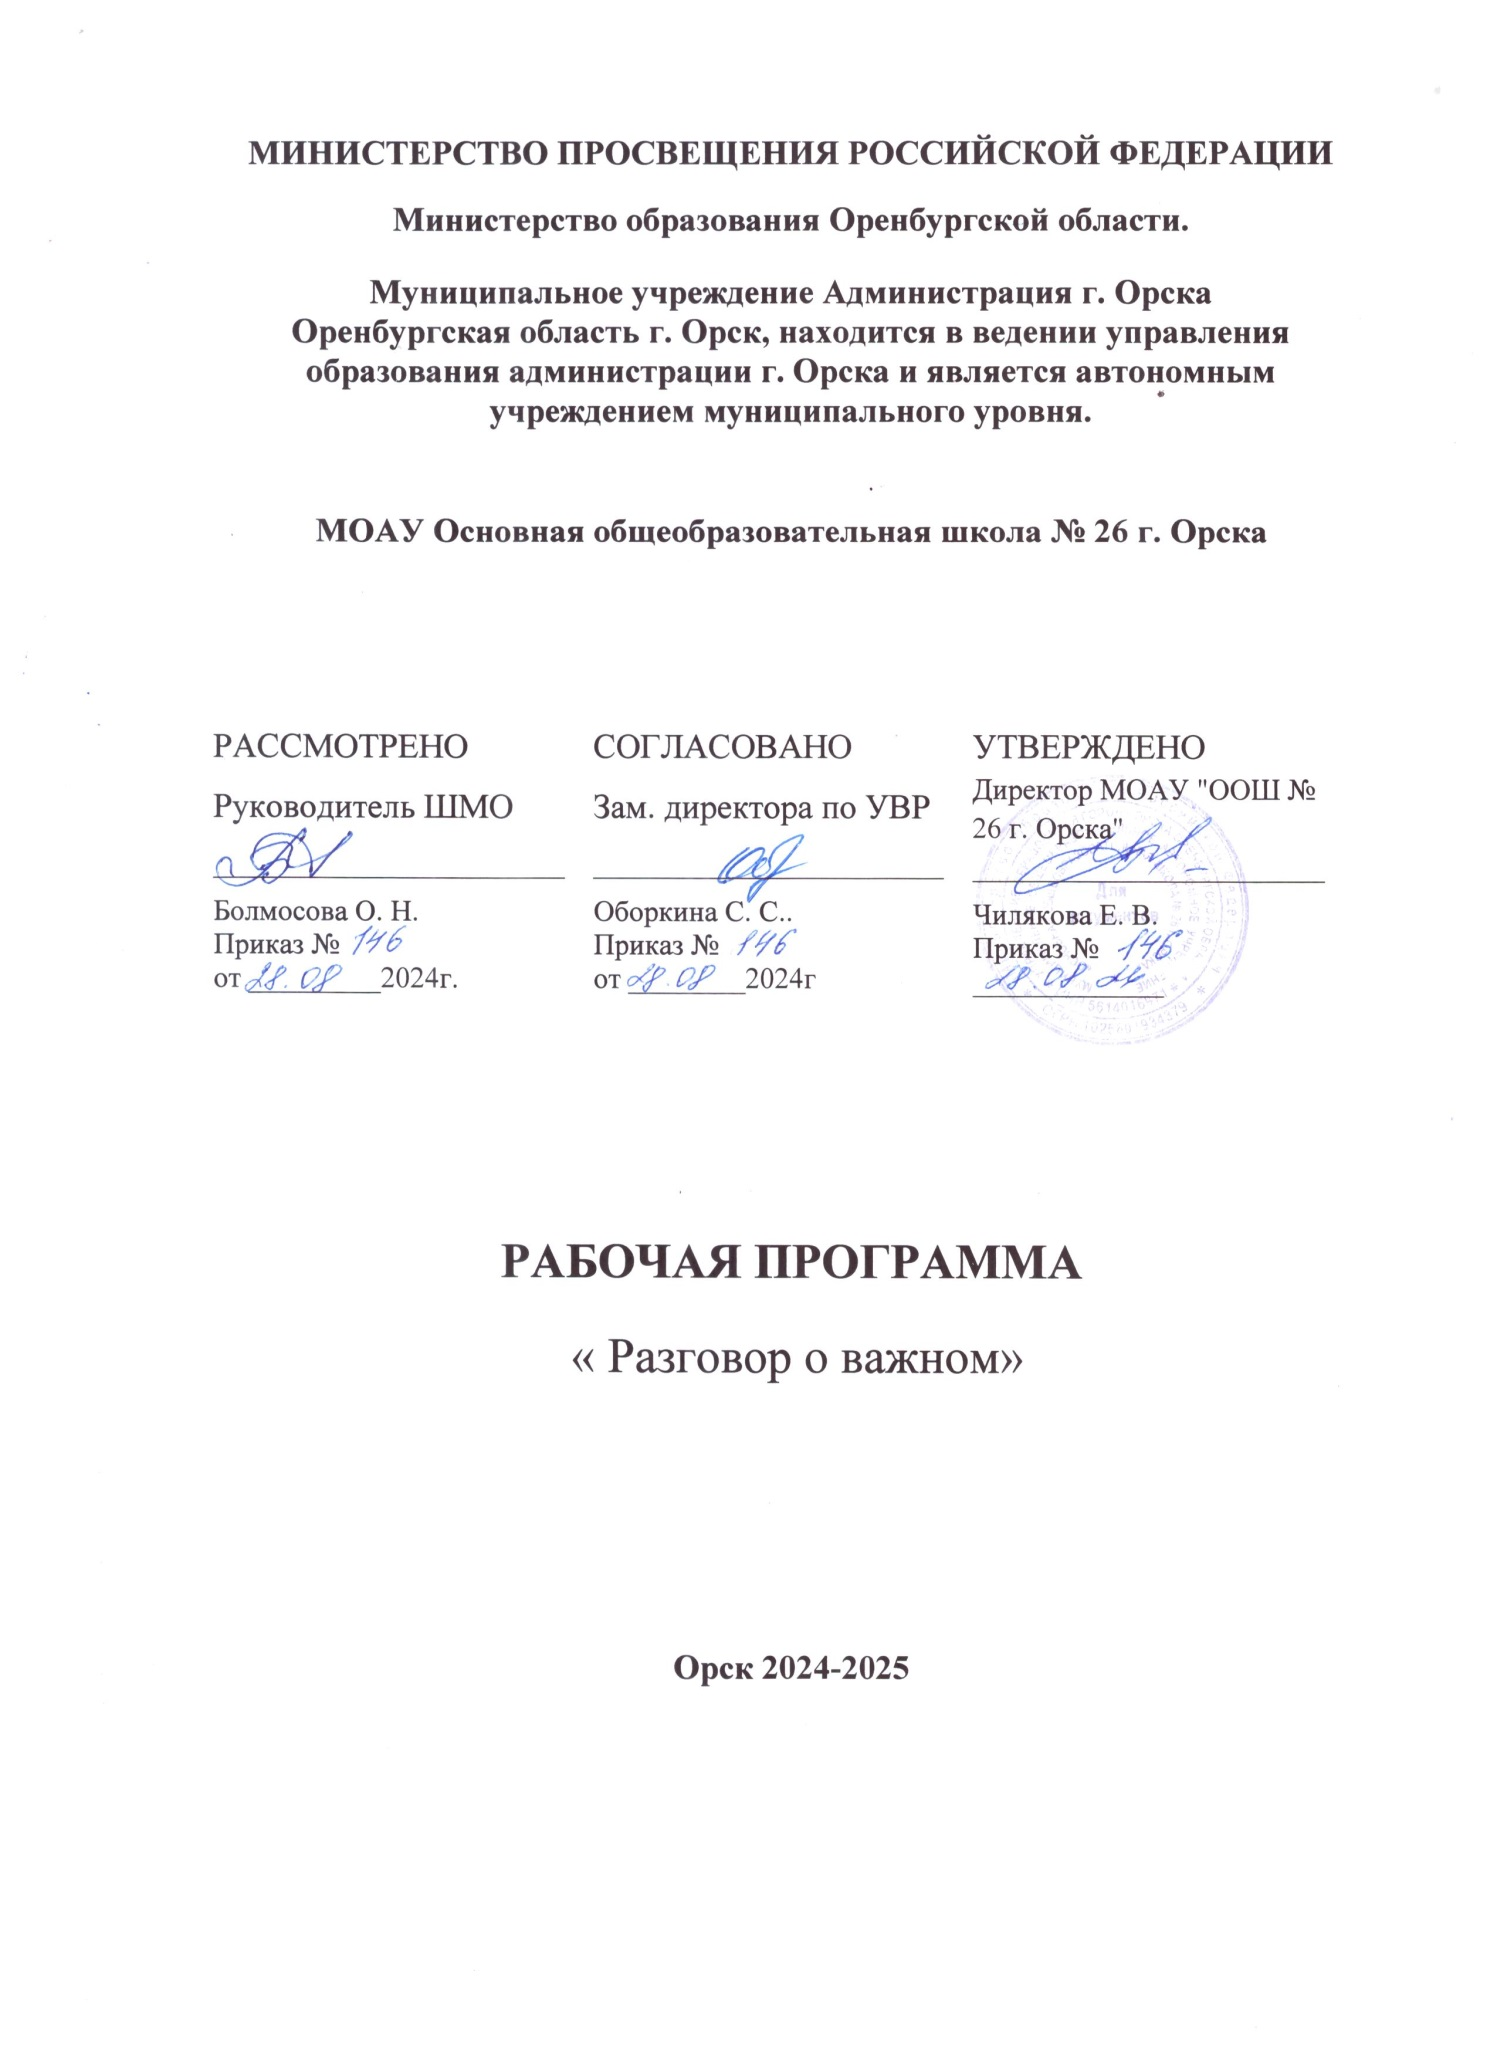 МИНИСТЕРСТВО ПРОСВЕЩЕНИЯ РОССИЙСКОЙ ФЕДЕРАЦИИ
Министерство образования Оренбургской области.
Муниципальное учреждение Администрация г. Орска
Оренбургская область г. Орск, находится в ведении управления
образования администрации г. Орска и является автономным
учреждением муниципального уровня.
МОАУ Основная общеобразовательная школа № 26 г. Орска
РАССМОТРЕНО
Руководитель ШМО
Болмосова О. Н.
Приказ № 146
от 28.08 2024г.
СОГЛАСОВАНО
Зам. директора по УВР
Оборкина С. С..
Приказ № 146
от 28.08 2024г
УТВЕРЖДЕНО
Директор МОАУ "ООШ №
26 г. Орска"
Чилякова Е. В.
Приказ № 146
28.08 24
Для
РАБОЧАЯ ПРОГРАММА
« Разговор о важном»
Орск 2024-2025